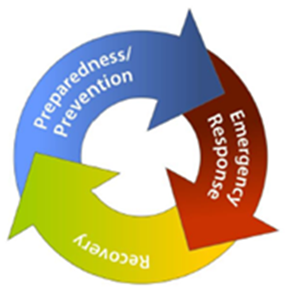 Preparedness/
Prevention
Emergency
Response
Recovery